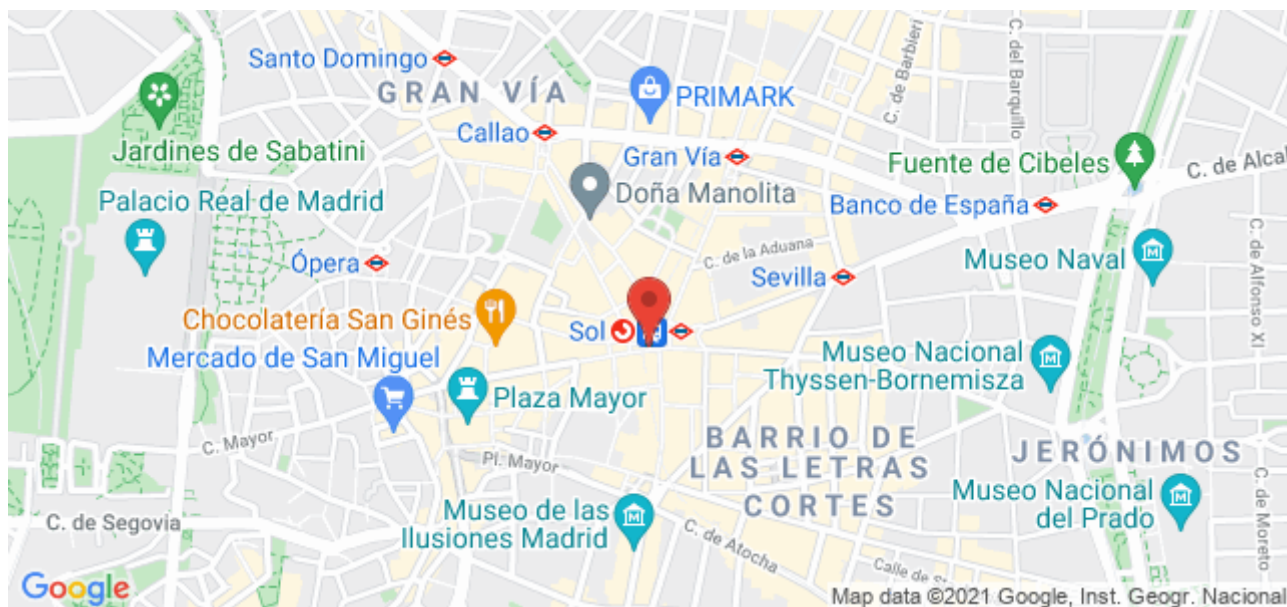 Santo Domingo
GRAN VÍA
PRIMARK
C. de Barbieri
C. del Barquillo
Callao
Jardines de Sabatini
Gran Vía
Fuente de Cibeles
C. de Alcal
Doña Manolita
Palacio Real de Madrid
Banco de España
C. de la Aduana
Ópera
Sevilla
Museo Naval
C. de Alfonso XI
Chocolatería San Ginés
Sol
Mercado de San Miguel
Museo Nacional
Thyssen-Bornemisza
Plaza Mayor
C. Mayor
BARRIO DE
LAS LETRAS
CORTES
JERÓNIMOS
Pl. Mayor
Museo Nacional
del Prado
C. de Moreto
C. de Segovia
Museo de las
Ilusiones Madrid
C. de Atocha
Calle de
Google
Map data ©2021 Google, Inst. Geogr. Nacional